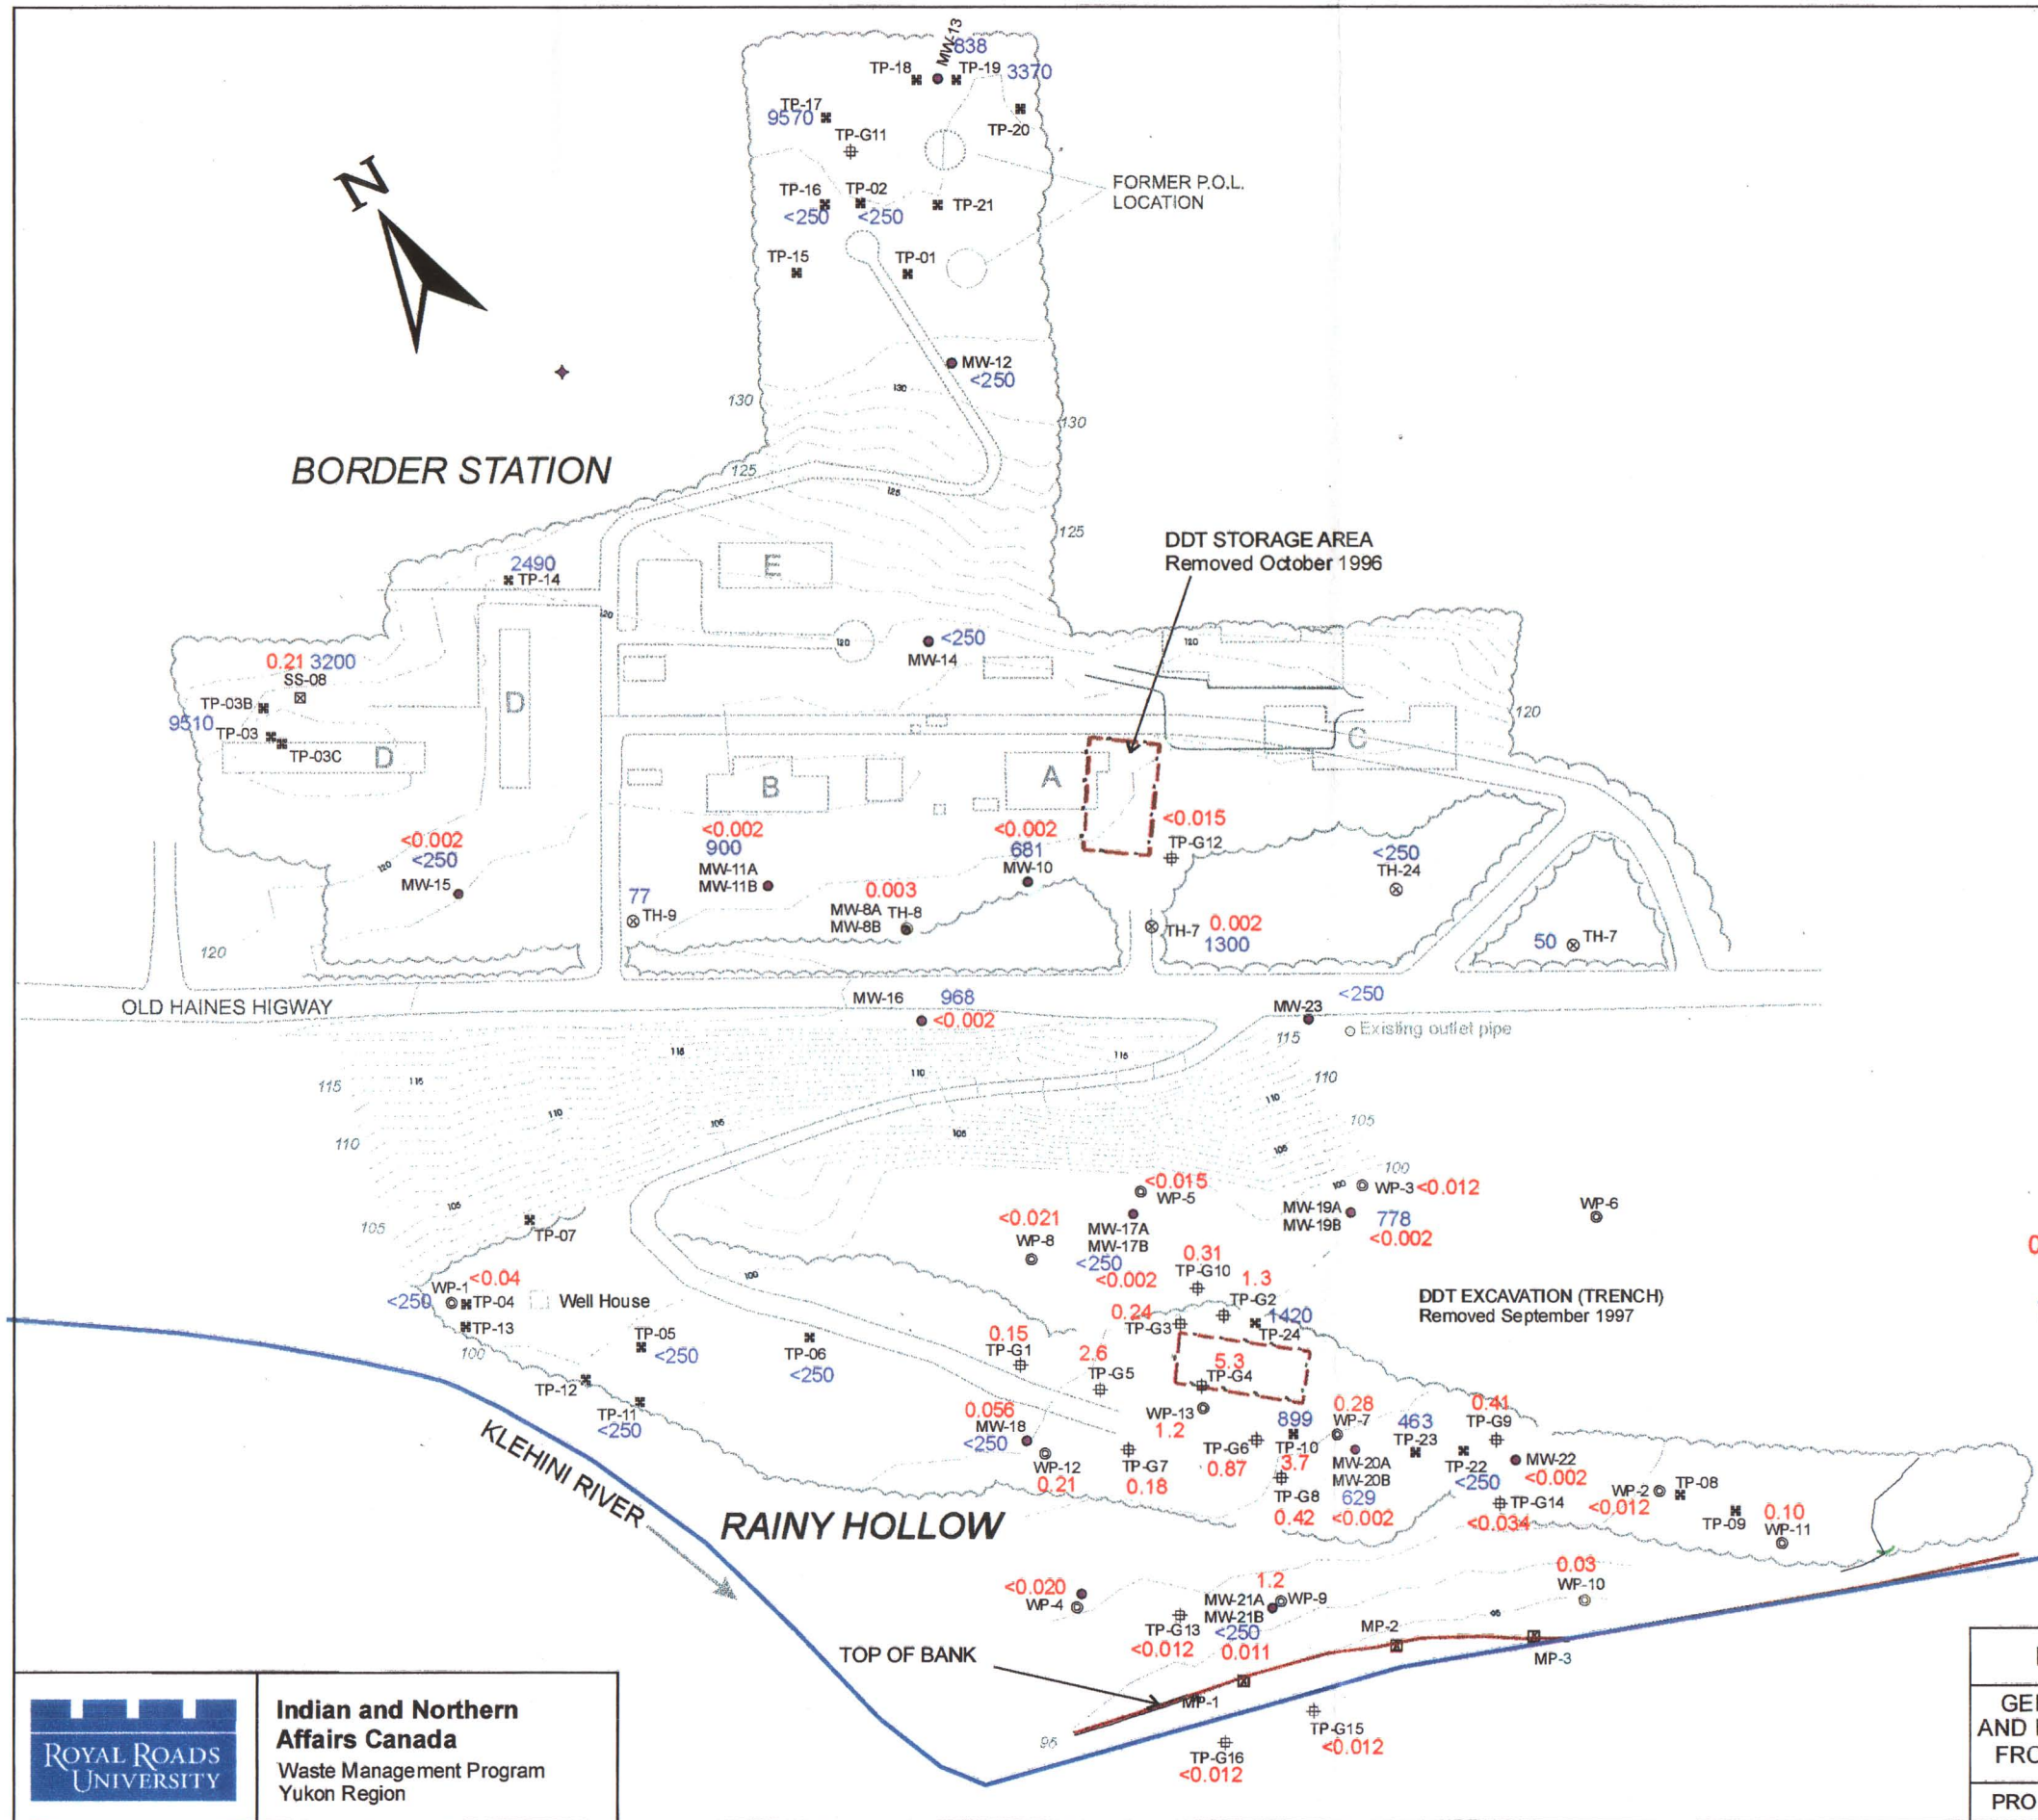 MW-13
838
TP-18
TP-19
3370
TP-17
9570
TP-20
TP-G11
FORMER P.O.L.
LOCATION
TP-16
TP-02
TP-21
<250
<250
TP-15
TP-01
N
MW-12
<250
130
130
130
BORDER STATION
125
125
125
DDT STORAGE AREA
Removed October 1996
2490
TP-14
E
120
120
<250
MW-14
120
0.21 3200
SS-08
TP-03B
9510
TP-03
TP-03C
D
D
C
120
B
A
<0.002
<250
MW-15
120
<0.002
900
MW-11A
MW-11B
<0.002
681
MW-10
<0.015
TP-G12
<250
TH-24
77
TH-9
0.003
MW-8A TH-8
MW-8B
TH-7 0.002
1300
50 TH-7
120
OLD HAINES HIGWAY
MW-16
968
<0.002
<250
MW-23
Existing outlet pipe
115
115
115
115
115
110
110
110
110
110
105
105
105
105
105
105
100
100
<0.015
WP-5
WP-3 <0.012
MW-19A
MW-19B
778
<0.002
WP-6
TP-07
<0.021
WP-8
MW-17A
MW-17B
<250
<0.002
0.31
TP-G10
1.3
TP-G2
DDT EXCAVATION (TRENCH)
Removed September 1997
100
WP-1 <0.04
<250 TP-04
Well House
TP-13
100
TP-05
<250
TP-06
<250
0.24
TP-G3
1420
TP-24
0.15
TP-G1
2.6
TP-G5
5.3
TP-G4
TP-12
TP-11
<250
0.056
MW-18
<250
WP-12
0.21
WP-13
1.2
TP-G7
0.18
TP-G6
0.87
899
TP-10
3.7
TP-G8
0.42
0.28
WP-7
MW-20A
MW-20B
629
<0.002
463
TP-23
0.41
TP-G9
TP-22
<250
MW-22
<0.002
TP-G14
<0.034
WP-2
<0.012
TP-08
TP-09
0.10
WP-11
KLEHINI RIVER
RAINY HOLLOW
<0.020
WP-4
1.2
MW-21A
MW-21B
WP-9
<250
0.011
TP-G13
<0.012
0.03
WP-10
95
MP-2
MP-3
TOP OF BANK
MP-1
95
TP-G15
<0.012
TP-G16
<0.012
ROYAL ROADS
UNIVERSITY
Indian and Northern
Affairs Canada
Waste Management Program
Yukon Region